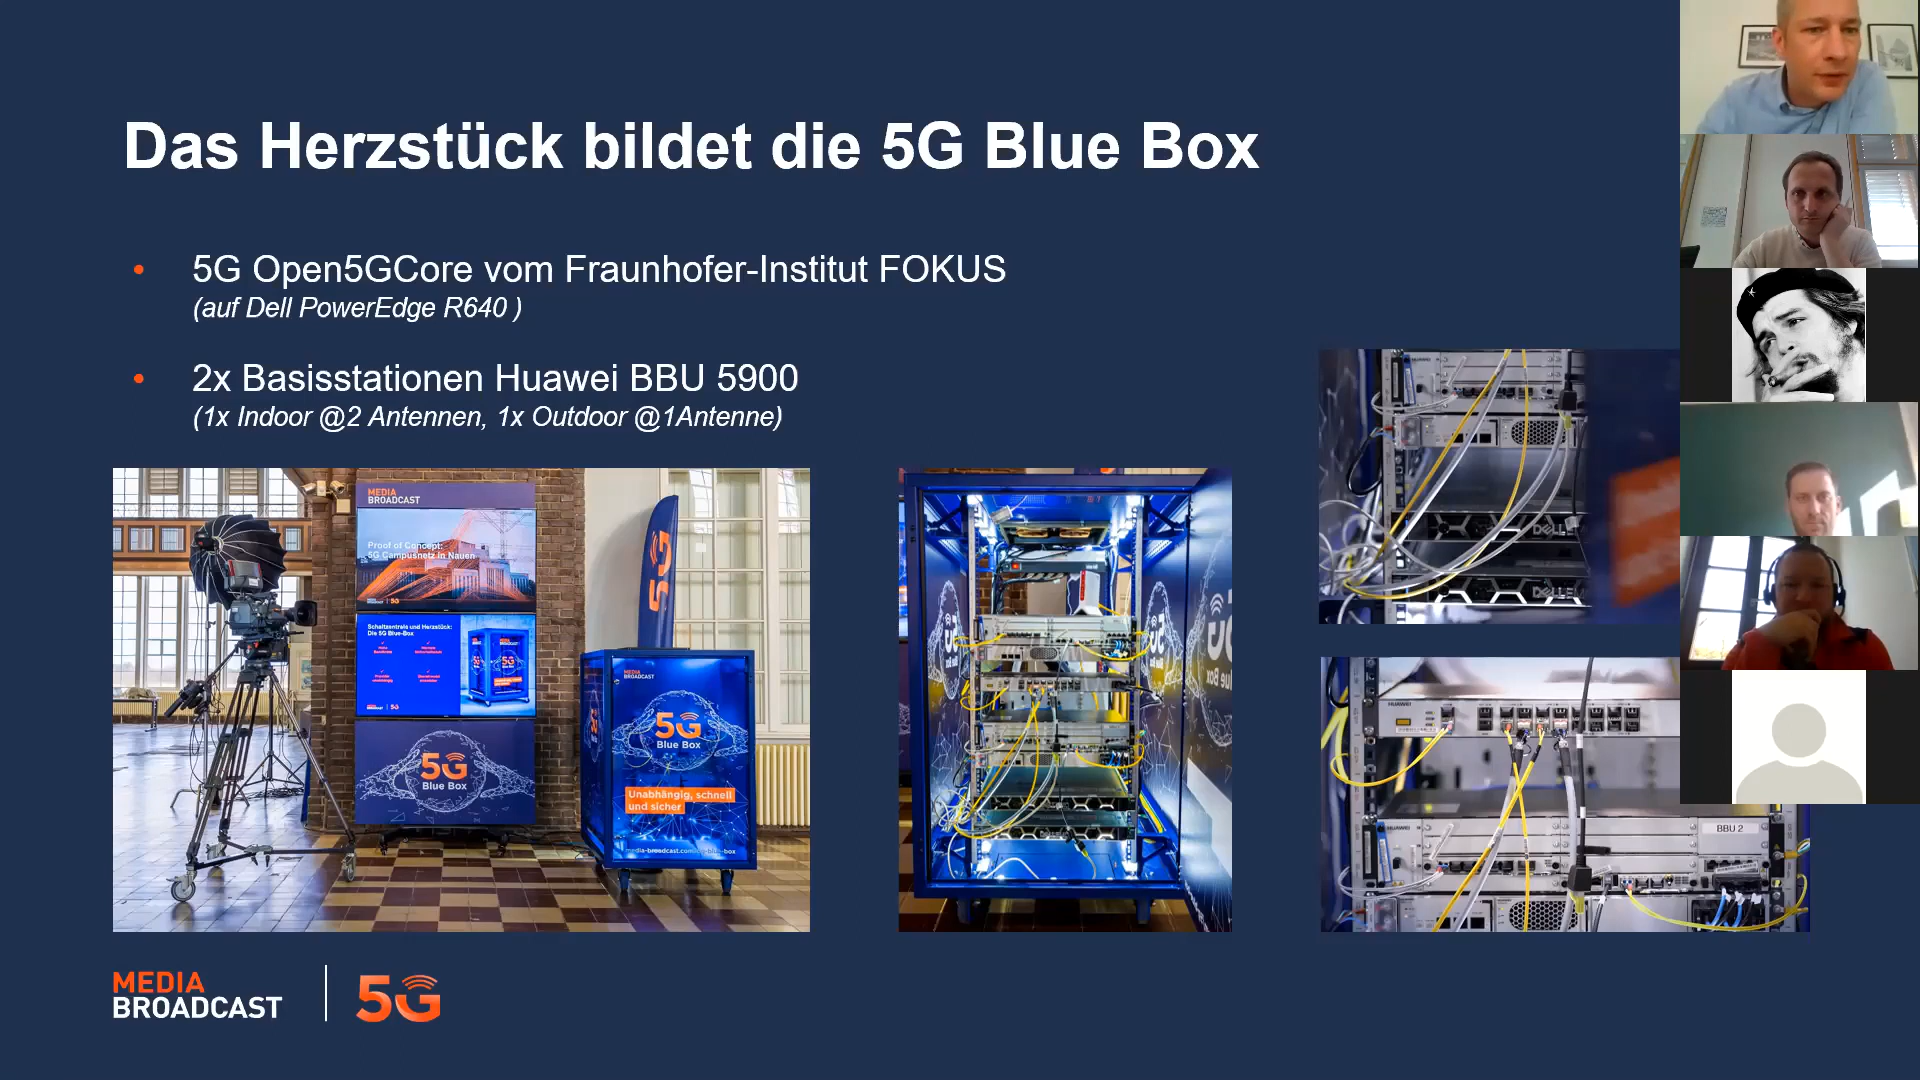 Das Herzstück bildet die 5G Blue Box
• 5G Open5GCore vom Fraunhofer-Institut FOKUS
(auf Dell PowerEdge R640 )
• 2x Basisstationen Huawei BBU 5900
(1x Indoor @2 Antennen, 1x Outdoor @1Antenne)
MEDIA
BROADCAST
Proof of Concept:
5G Campusnetz in Nauen
Schaltzentrale und Herzstück:
Die 5G Blue-Box
5G
Blue Box
5G
MEDIA
BROADCAST
5G
Blue Box
Unabhängig, schnell
und sicher
DELL
DELL
HUAWEI
HUAWEI
BBU 2
MEDIA
BROADCAST
5G